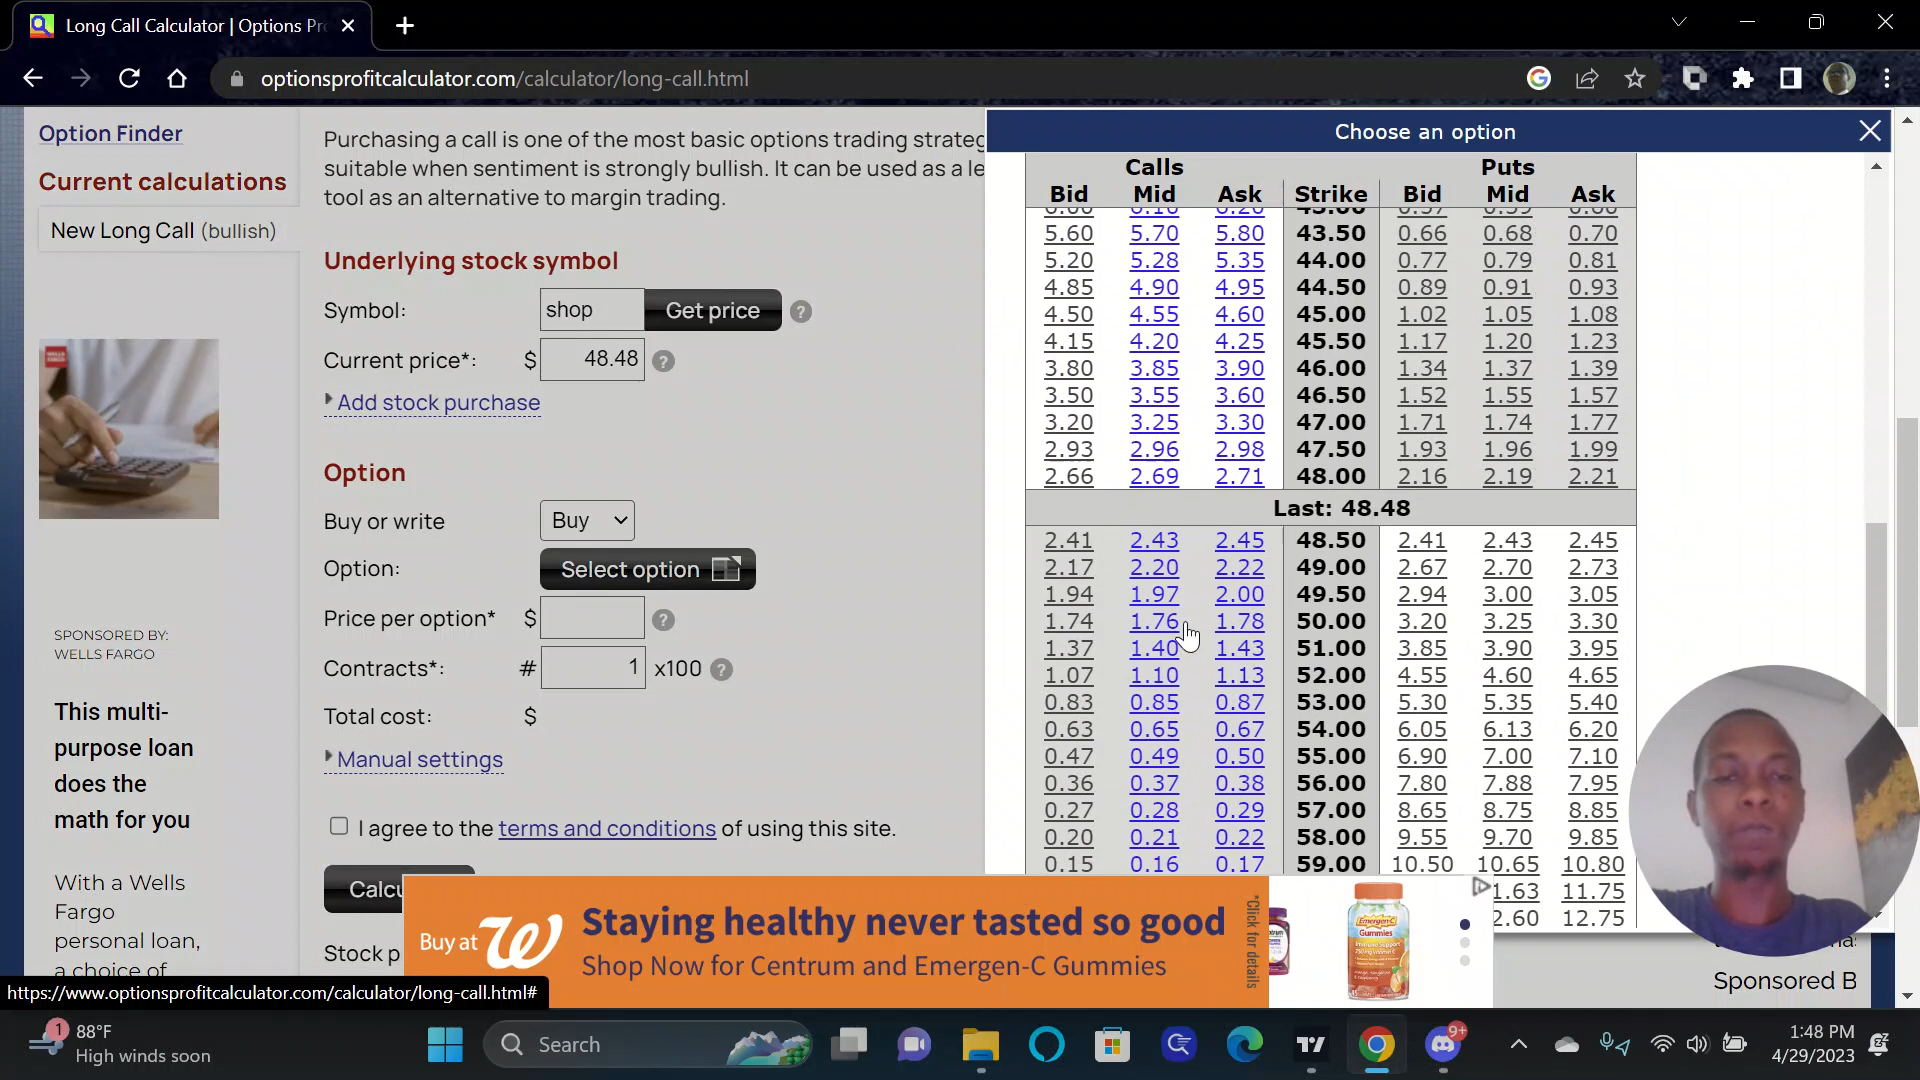 Long Call Calculator | Options Pr
optionsprofitcalculator.com/calculator/long-call.html
Option Finder
Current calculations
New Long Call (bullish)
SPONSORED BY:
WELLS FARGO
This multi-
purpose loan
does the
math for you
With a Wells
Fargo
personal loan,
a choice of
Purchasing a call is one of the most basic options trading strateg
suitable when sentiment is strongly bullish. It can be used as a le
tool as an alternative to margin trading.
Underlying stock symbol
Symbol: shop Get price ?
Current price*: $ 48.48 ?
Add stock purchase
Option
Buy or write Buy
Option: Select option
Price per option* $ ?
Contracts*: # 1 x100 ?
Total cost: $
Manual settings
I agree to the terms and conditions of using this site.
Calcu
Stock p
Choose an option
Calls Puts
Bid Mid Ask Strike Bid Mid Ask
5.60 5.70 5.80 43.50 0.66 0.68 0.70
5.20 5.28 5.35 44.00 0.77 0.79 0.81
4.85 4.90 4.95 44.50 0.89 0.91 0.93
4.50 4.55 4.60 45.00 1.02 1.05 1.08
4.15 4.20 4.25 45.50 1.17 1.20 1.23
3.80 3.85 3.90 46.00 1.34 1.37 1.39
3.50 3.55 3.60 46.50 1.52 1.55 1.57
3.20 3.25 3.30 47.00 1.71 1.74 1.77
2.93 2.96 2.98 47.50 1.93 1.96 1.99
2.66 2.69 2.71 48.00 2.16 2.19 2.21
Last: 48.48
2.41 2.43 2.45 48.50 2.41 2.43 2.45
2.17 2.20 2.22 49.00 2.67 2.70 2.73
1.94 1.97 2.00 49.50 2.94 3.00 3.05
1.74 1.76 1.78 50.00 3.20 3.25 3.30
1.37 1.40 1.43 51.00 3.85 3.90 3.95
1.07 1.10 1.13 52.00 4.55 4.60 4.65
0.83 0.85 0.87 53.00 5.30 5.35 5.40
0.63 0.65 0.67 54.00 6.05 6.13 6.20
0.47 0.49 0.50 55.00 6.90 7.00 7.10
0.36 0.37 0.38 56.00 7.80 7.88 7.95
0.27 0.28 0.29 57.00 8.65 8.75 8.85
0.20 0.21 0.22 58.00 9.55 9.70 9.85
0.15 0.16 0.17 59.00 10.50 10.65 10.80
1.63 11.75
2.60 12.75
Buy at W
Staying healthy never tasted so good
Shop Now for Centrum and Emergen-C Gummies
*Click for details
Emergen-C
Gummies
Sponsored B
https://www.optionsprofitcalculator.com/calculator/long-call.html#
1
88°F
High winds soon
Search
9+
1:48 PM
4/29/2023